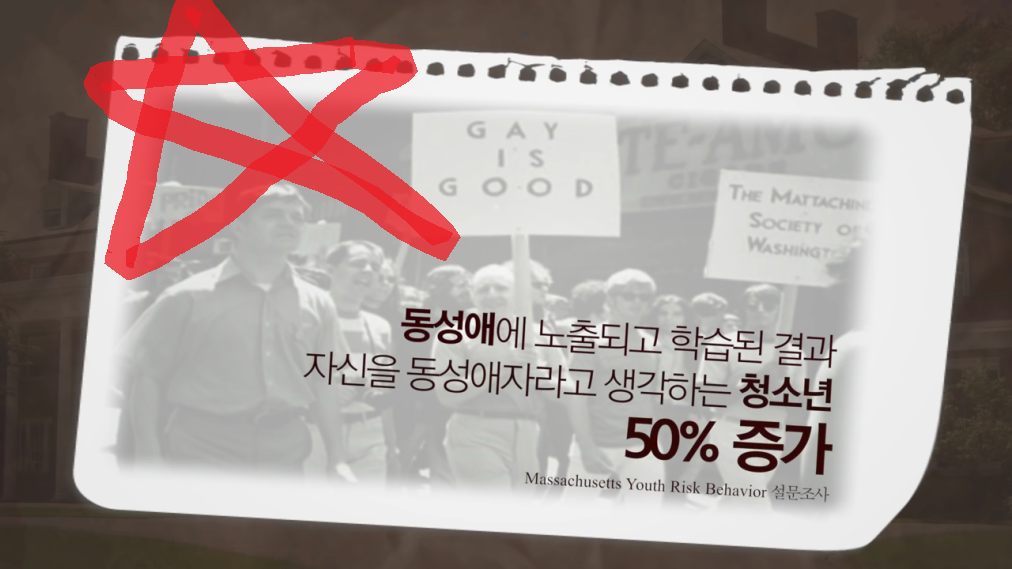 GAY
IS
GOOD
THE MATTACHINE
SOCIETY OF
WASHINGTON
동성애에 노출되고 학습된 결과
자신을 동성애자라고 생각하는 청소년
50% 증가
Massachusetts Youth Risk Behavior 설문조사